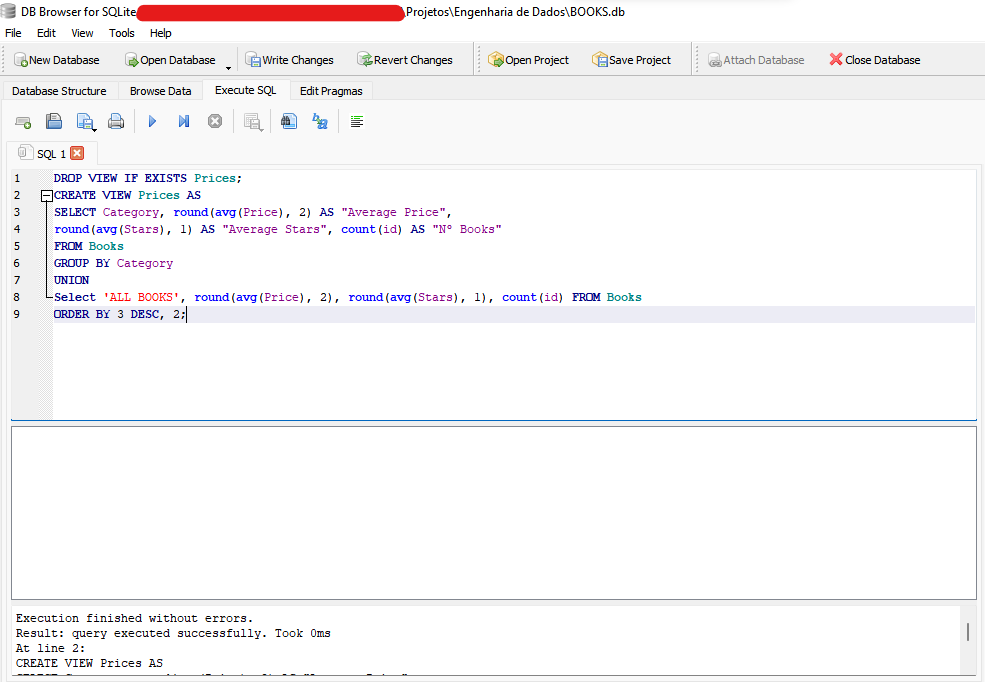 DB Browser for SQLite \Projetos\Engenharia de Dados\BOOKS.db
File Edit View Tools Help
New Database Open Database Write Changes Revert Changes Open Project Save Project Attach Database Close Database
Database Structure Browse Data Execute SQL Edit Pragmas
SQL 1
1 DROP VIEW IF EXISTS Prices;
2 CREATE VIEW Prices AS
3 SELECT Category, round(avg(Price), 2) AS "Average Price",
4 round(avg(Stars), 1) AS "Average Stars", count(id) AS "Nº Books"
5 FROM Books
6 GROUP BY Category
7 UNION
8 Select 'ALL BOOKS', round(avg(Price), 2), round(avg(Stars), 1), count(id) FROM Books
9 ORDER BY 3 DESC, 2;
Execution finished without errors.
Result: query executed successfully. Took 0ms
At line 2:
CREATE VIEW Prices AS